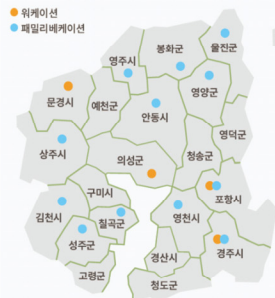 워케이션
패밀리베케이션
울진군
봉화군
영주시
문경시
예천군
안동시
영양군
영덕군
상주시
의성군
청송군
구미시
포항시
김천시
칠곡군
영천시
성주군
경주시
경산시
고령군
청도군